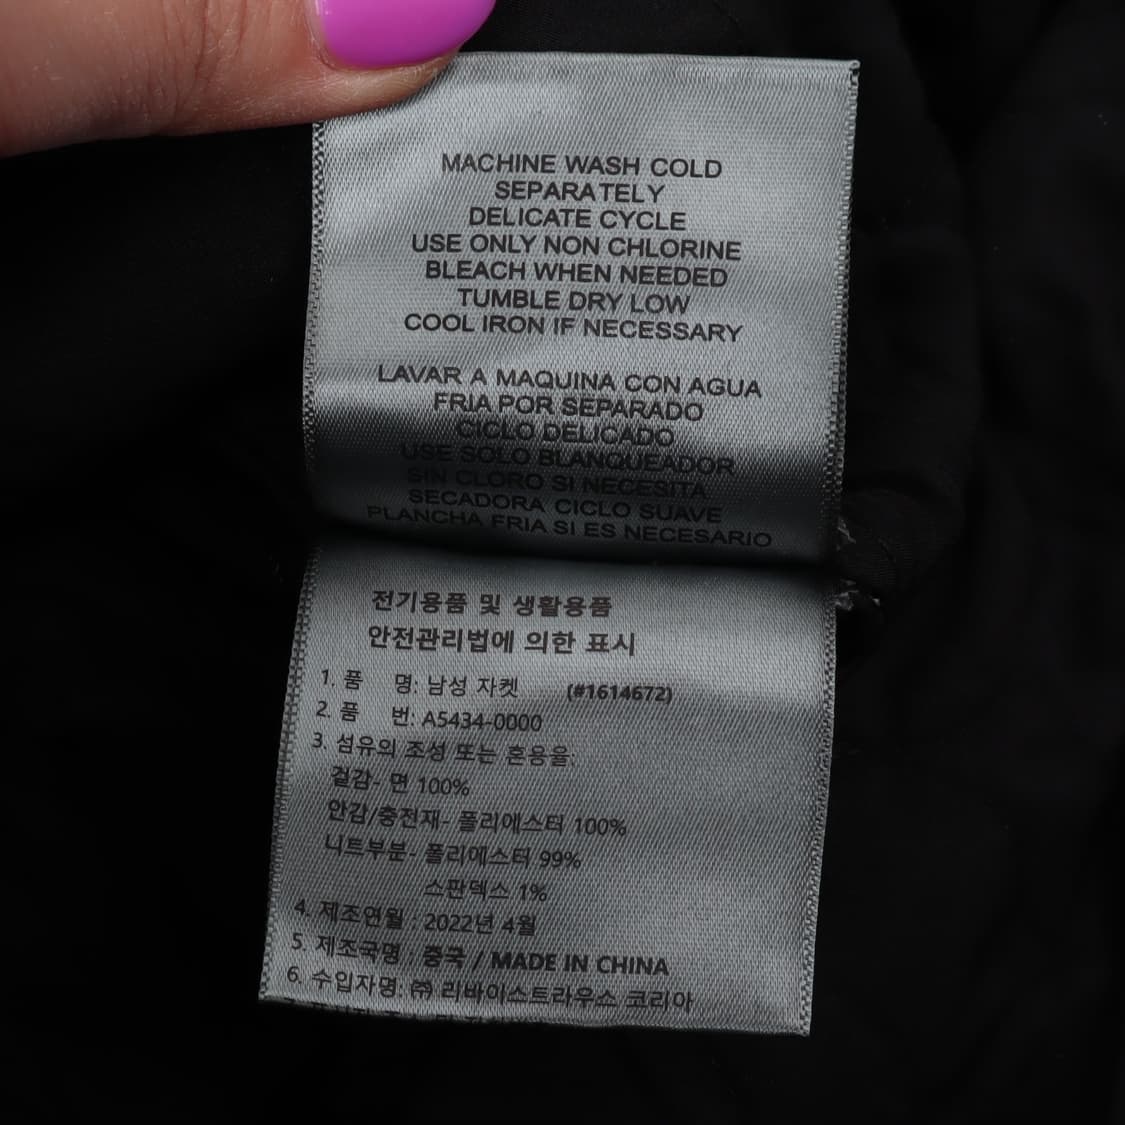 MACHINE WASH COLD
SEPARATELY
DELICATE CYCLE
USE ONLY NON CHLORINE
BLEACH WHEN NEEDED
TUMBLE DRY LOW
COOL IRON IF NECESSARY
LAVAR A MAQUINA CON AGUA
FRIA POR SEPARADO
CICLO DELICADO
USE SOLO BLANQUEADOR
SIN CLORO SI NECESITA
SECADORA CICLO SUAVE
PLANCHA FRIA SI ES NECESARIO
전기용품 및 생활용품
안전관리법에 의한 표시
1. 품 명: 남성 자켓 (#1614672)
2. 품 번: A5434-0000
3. 섬유의 조성 또는 혼용율:
겉감- 면 100%
안감/충전재- 폴리에스터 100%
니트부분- 폴리에스터 99%
스판덱스 1%
4. 제조연월 : 2022년 4월
5. 제조국명 : 중국 / MADE IN CHINA
6. 수입자명: ㈜ 리바이스트라우스 코리아